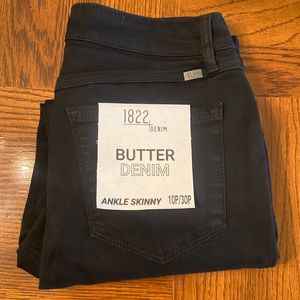 1822
DENIM
BUTTER
DENIM
ANKLE SKINNY 10P/30P